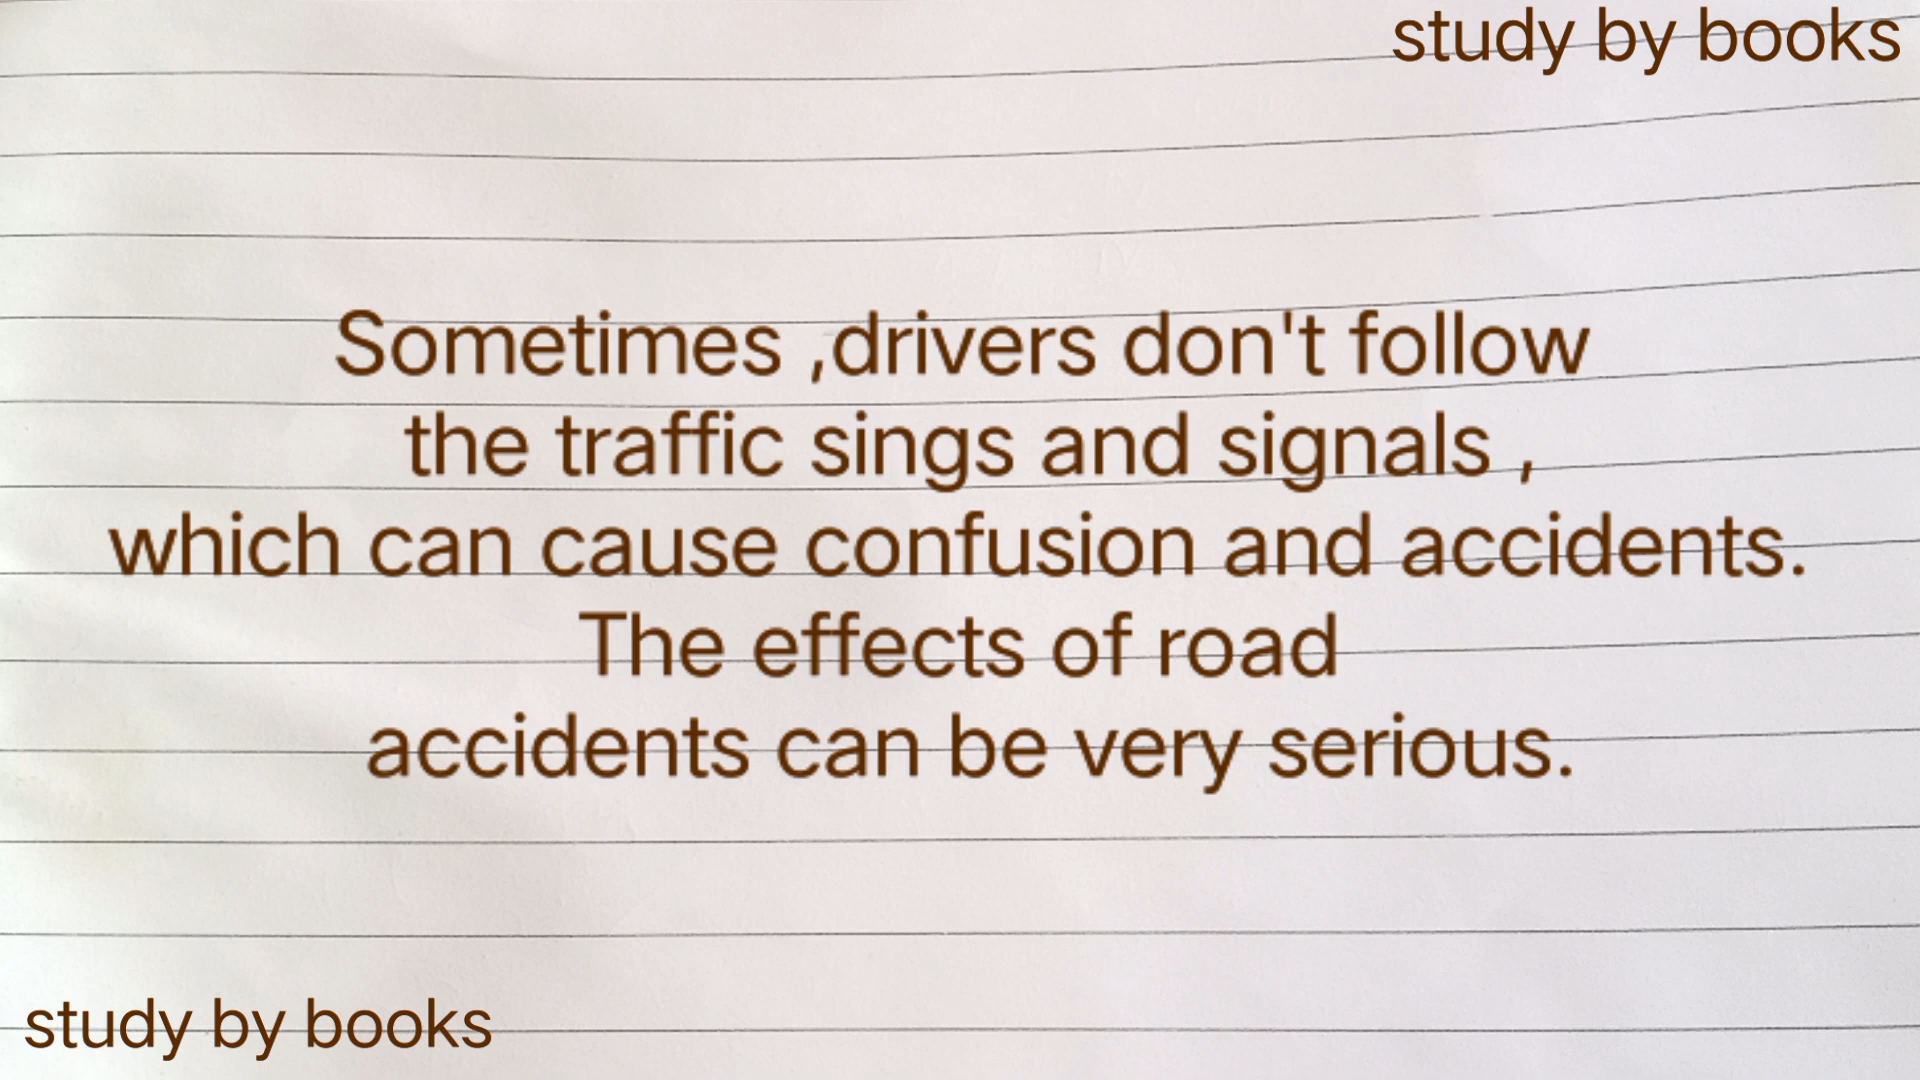 study by books
Sometimes ,drivers don't follow
the traffic sings and signals ,
which can cause confusion and accidents.
The effects of road
accidents can be very serious.
study by books